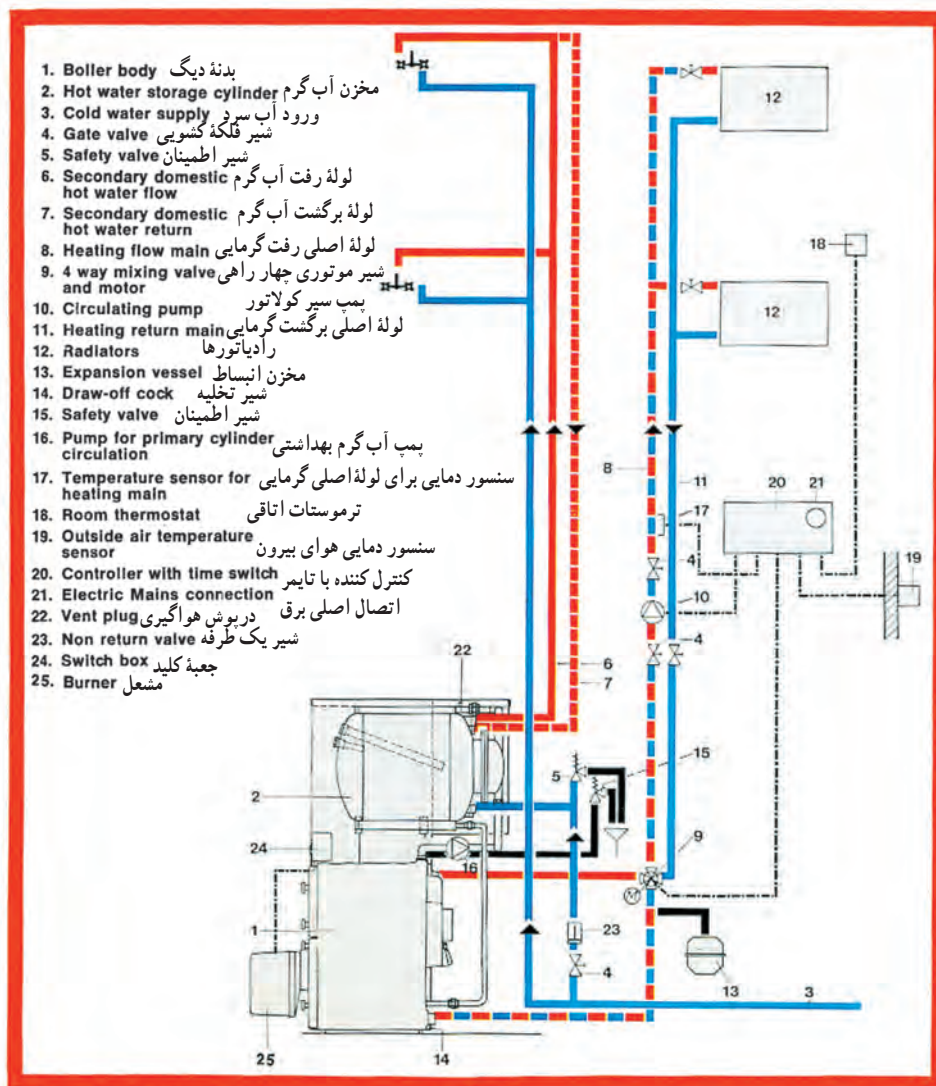 1. Boller body بدنۀ دیگ
2. Hot water storage cylinder مخزن آب گرم
3. Cold water supply ورود آب سرد
4. Gate valve شیر فلکۀ کشویی
5. Safety valve شیر اطمینان
6. Secondary domestic لولۀ رفت آب گرم
hot water flow
7. Secondary domestic لولۀ برگشت آب گرم
hot water return
8. Heating flow main لولۀ اصلی رفت گرمایی
9. 4 way mixing valve شیر موتوری چهار راهی
and motor
10. Circulating pump پمپ سیر کولاتور
11. Heating return main لولۀ اصلی برگشت گرمایی
12. Radiators رادیاتورها
13. Expansion vessel مخزن انبساط
14. Draw-off cock شیر تخلیه
15. Safety valve شیر اطمینان
16. Pump for primary cylinder پمپ آب گرم بهداشتی
circulation
17. Temperature sensor for سنسور دمایی برای لولۀ اصلی گرمایی
heating main
18. Room thermostat ترموستات اتاقی
19. Outside air temperature سنسور دمایی هوای بیرون
sensor
20. Controller with time switch کنترل کننده با تایمر
21. Electric Mains connection اتصال اصلی برق
22. Vent plug درپوش هواگیری
23. Non return valve شیر یک طرفه
24. Switch box جعبۀ کلید
25. Burner مشعل
12
18
12
8
11
20
21
17
4
19
10
4
22
6
7
15
5
2
9
24
16
M
1
23
4
13
3
25
14